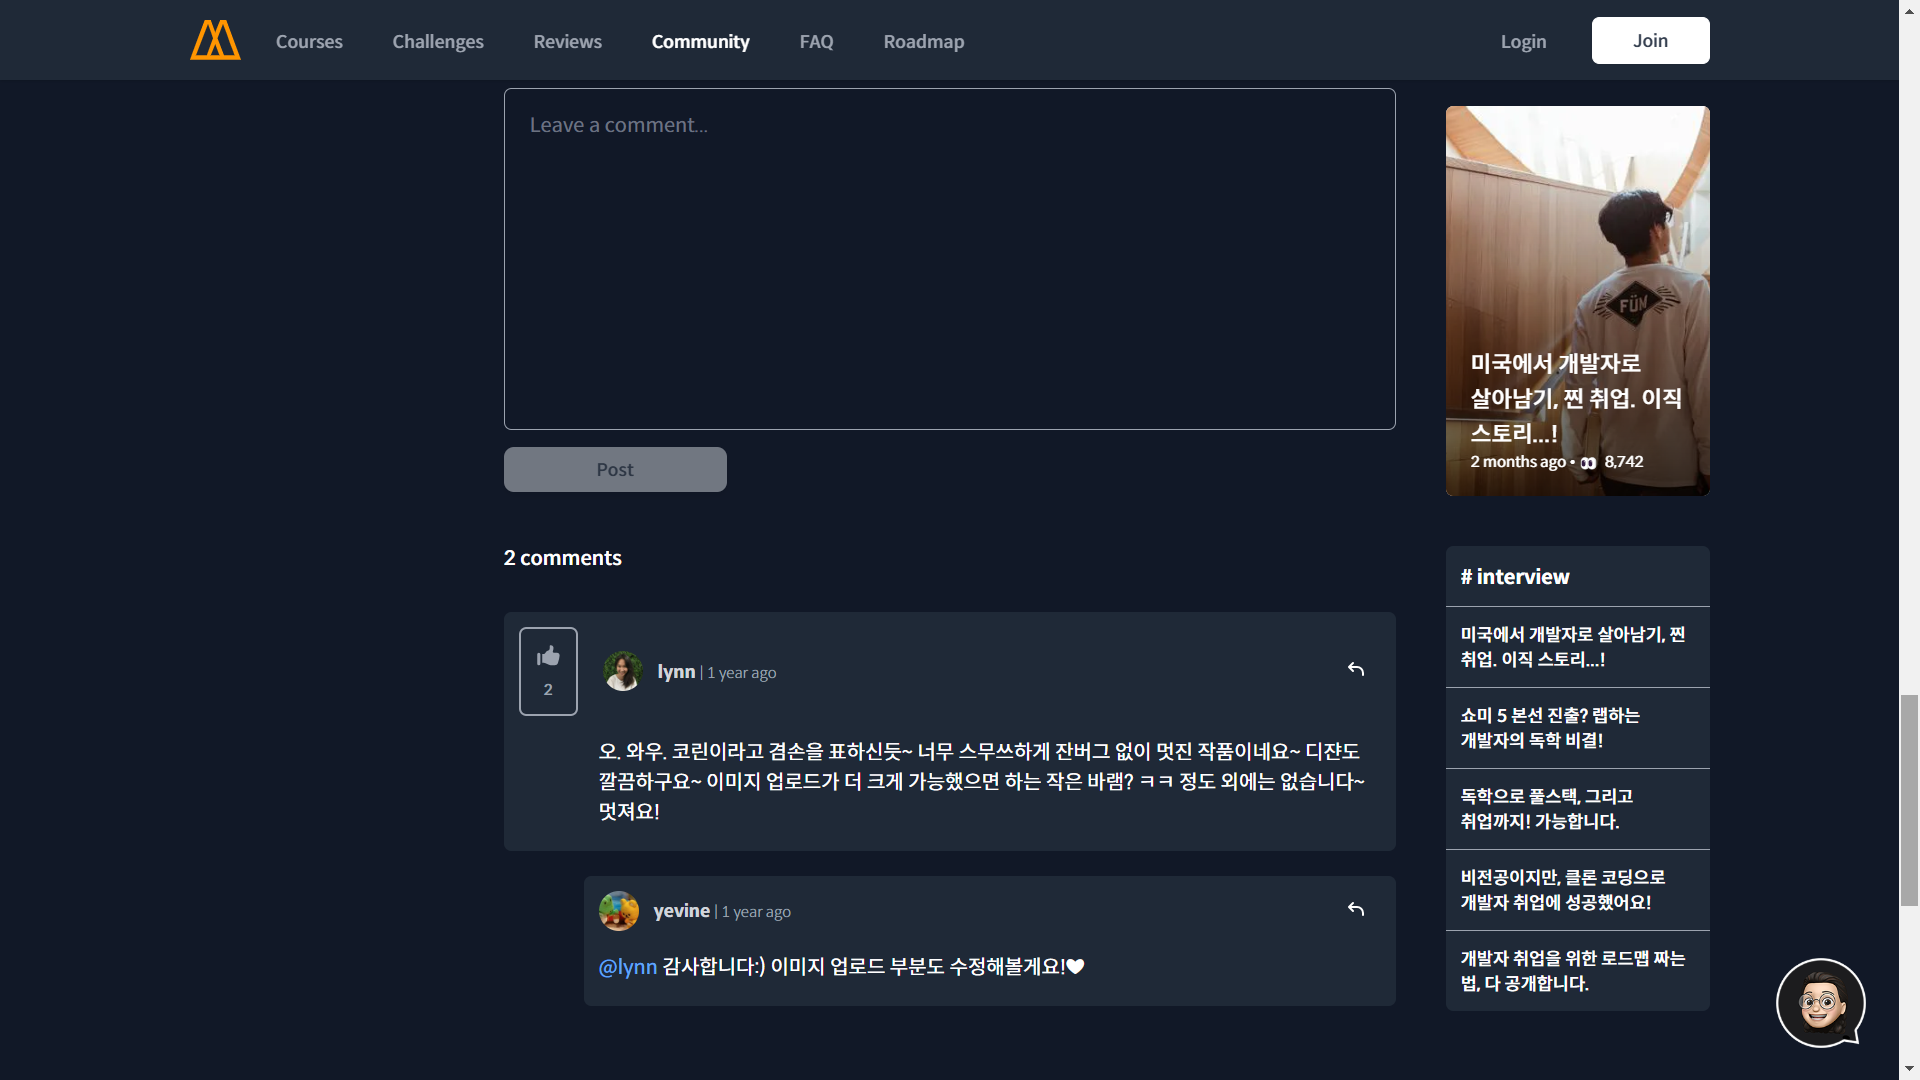 Courses
Challenges
Reviews
Community
FAQ
Roadmap
Login
Join
Leave a comment...
Post
2 comments
2
lynn | 1 year ago
오. 와우. 코린이라고 겸손을 표하신듯~ 너무 스무쓰하게 잔버그 없이 멋진 작품이네요~ 디쟌도
깔끔하구요~ 이미지 업로드가 더 크게 가능했으면 하는 작은 바램? ㅋㅋ 정도 외에는 없습니다~
멋져요!
yevine | 1 year ago
@lynn 감사합니다:) 이미지 업로드 부분도 수정해볼게요!🖤
FÜN
미국에서 개발자로
살아남기, 찐 취업. 이직
스토리...!
2 months ago • 👀 8,742
# interview
미국에서 개발자로 살아남기, 찐
취업. 이직 스토리...!
쇼미 5 본선 진출? 랩하는
개발자의 독학 비결!
독학으로 풀스택, 그리고
취업까지! 가능합니다.
비전공이지만, 클론 코딩으로
개발자 취업에 성공했어요!
개발자 취업을 위한 로드맵 짜는
법, 다 공개합니다.